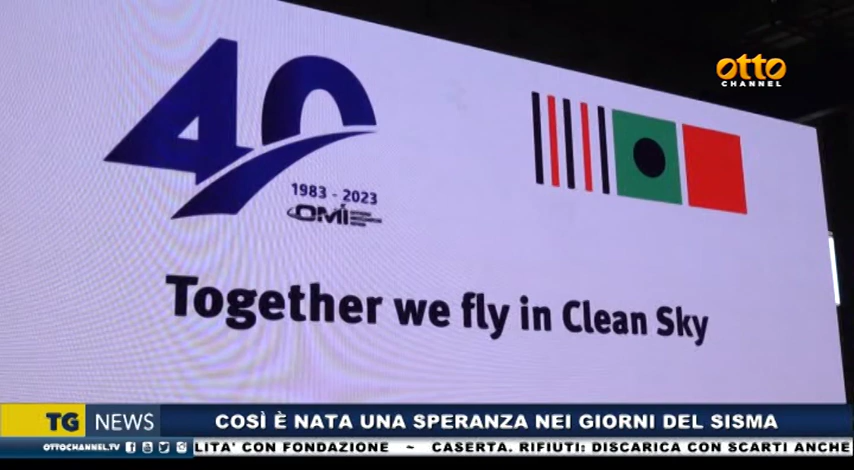 otto
CHANNEL
40
1983 - 2023
OMI
Together we fly in Clean Sky
TG NEWS
COSÌ È NATA UNA SPERANZA NEI GIORNI DEL SISMA
OTTOCHANNEL.TV
LITA' CON FONDAZIONE ~ CASERTA. RIFIUTI: DISCARICA CON SCARTI ANCHE